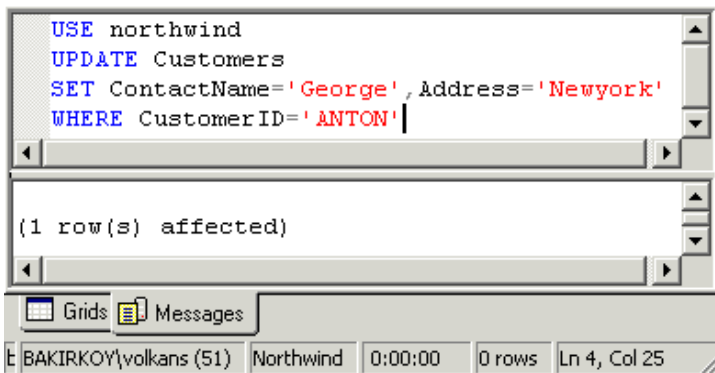 USE northwind
UPDATE Customers
SET ContactName='George',Address='Newyork'
WHERE CustomerID='ANTON'
(1 row(s) affected)
Grids Messages
BAKIRKOY\volkans (51) Northwind 0:00:00 0 rows Ln 4, Col 25